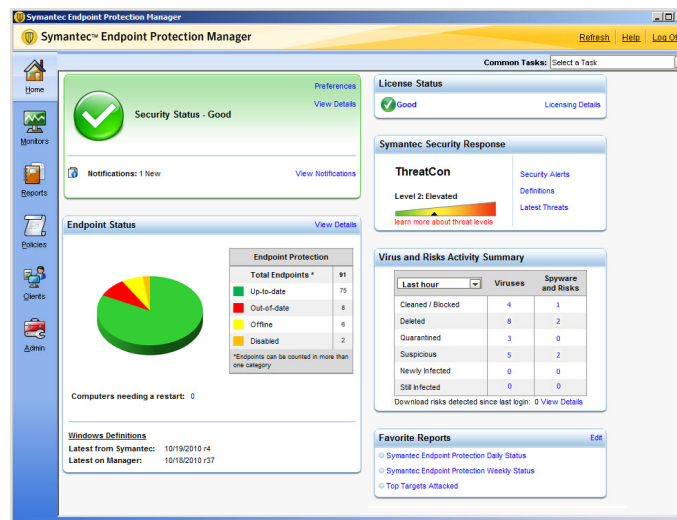 Symantec Endpoint Protection Manager
Symantec™ Endpoint Protection Manager
Refresh Help Log Of
Common Tasks: Select a Task
Home
Monitors
Reports
Policies
Clients
Admin
Preferences
View Details
Security Status - Good
Notifications: 1 New View Notifications
Endpoint Status View Details
Endpoint Protection
Total Endpoints * 91
Up-to-date 75
Out-of-date 8
Offline 6
Disabled 2
*Endpoints can be counted in more than
one category
Computers needing a restart: 0
Windows Definitions
Latest from Symantec: 10/19/2010 r4
Latest on Manager: 10/18/2010 r37
License Status
Good Licensing Details
Symantec Security Response
ThreatCon
Level 2: Elevated
learn more about threat levels
Security Alerts
Definitions
Latest Threats
Virus and Risks Activity Summary
Last hour Viruses Spyware
and Risks
Cleaned / Blocked 4 1
Deleted 8 2
Quarantined 3 0
Suspicious 5 2
Newly Infected 0 0
Still Infected 0 0
Download risks detected since last login: 0 View Details
Favorite Reports Edit
Symantec Endpoint Protection Daily Status
Symantec Endpoint Protection Weekly Status
Top Targets Attacked